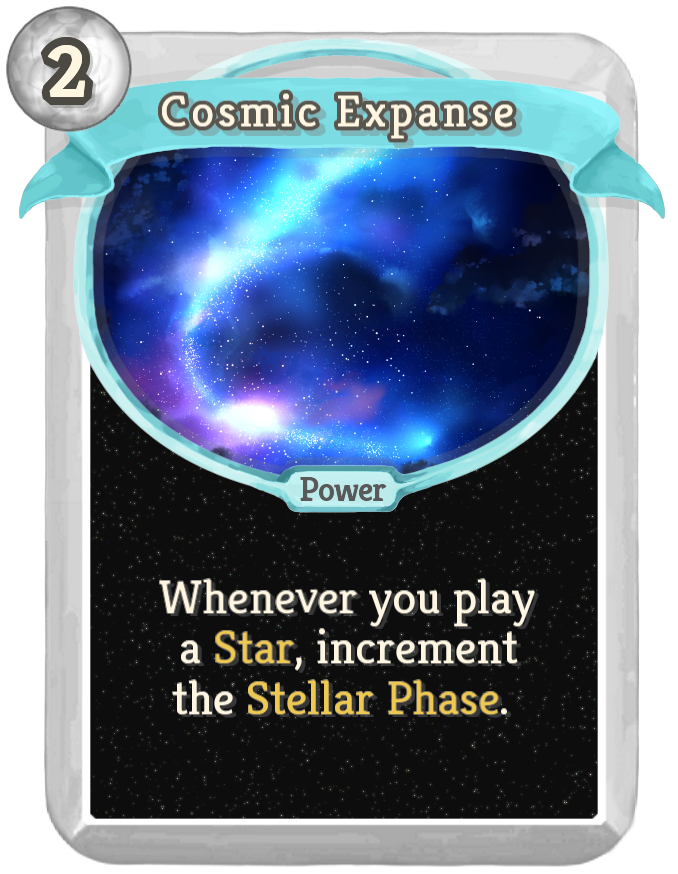 2
Cosmic Expanse
Power
Whenever you play
a Star, increment
the Stellar Phase.